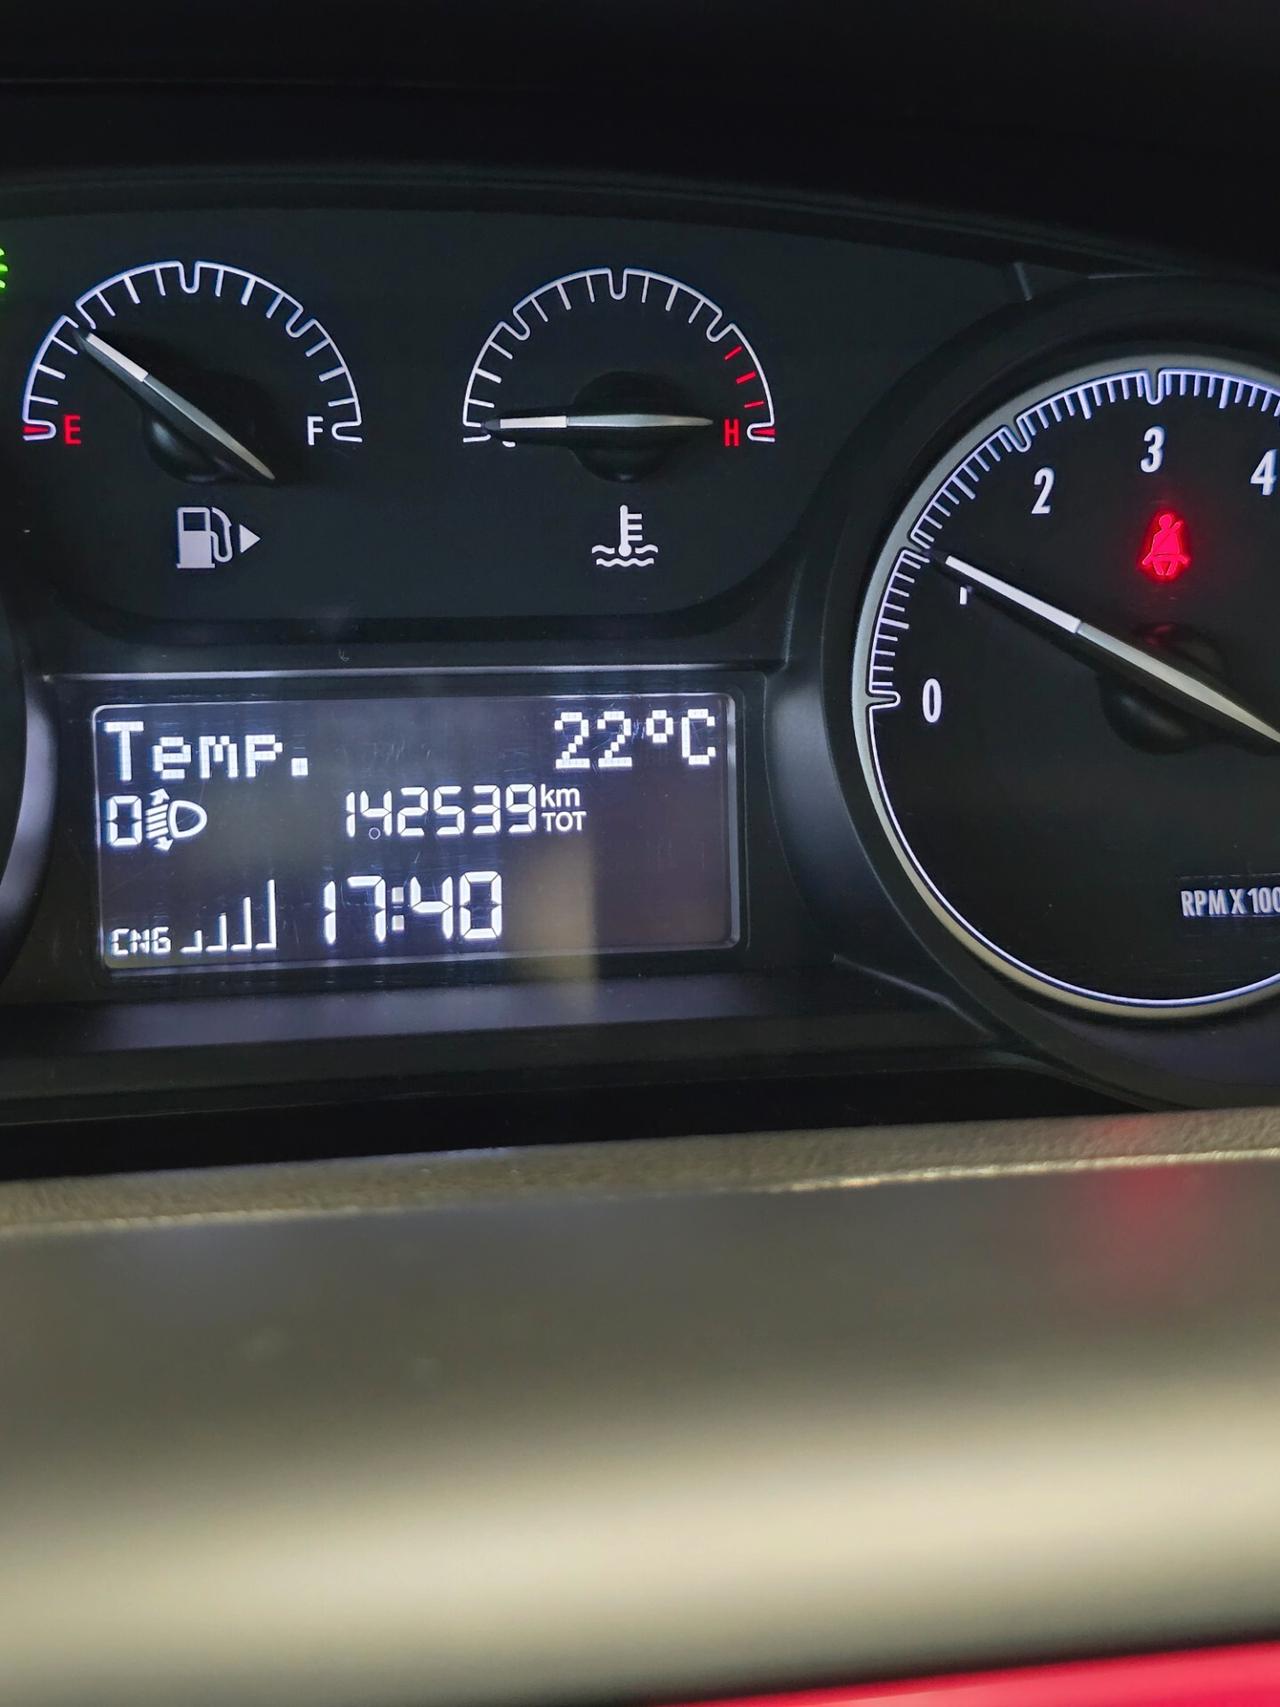 E F
H
0 2 3 4
RPM X 100
Temp. 22°C
0 142539 km TOT
CNG 17:40